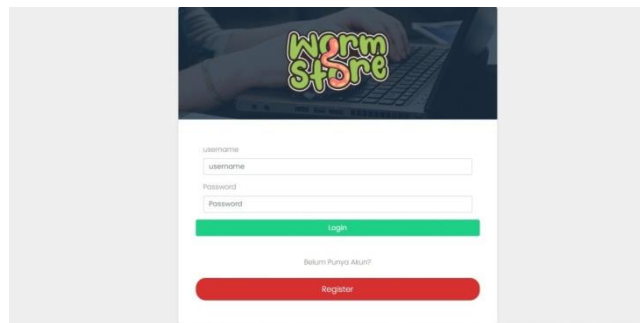 Worm
Store
username
username
Password
Password
Login
Belum Punya Akun?
Register